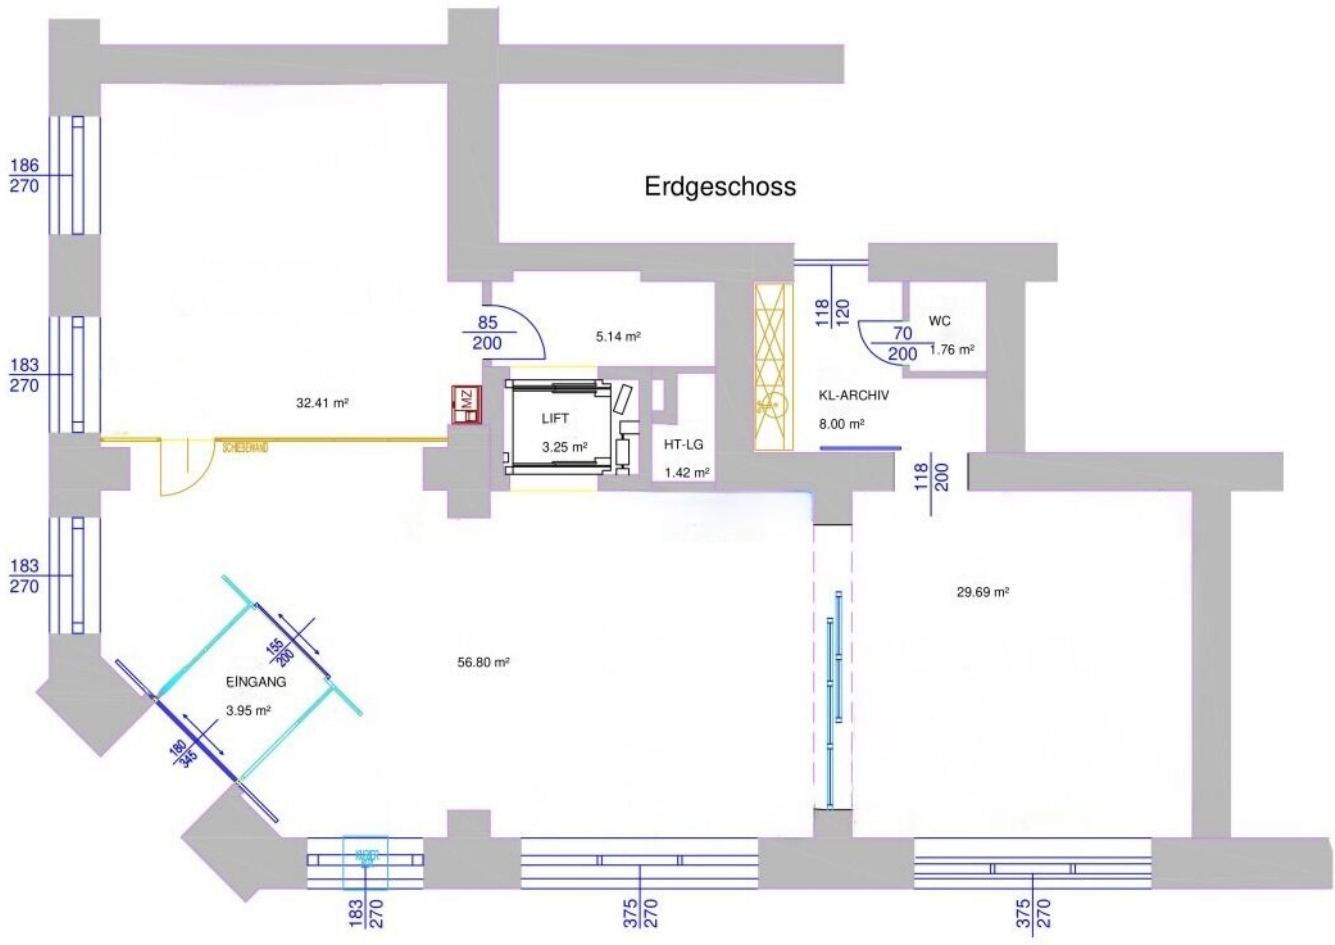 Erdgeschoss
186
270
118
120
WC
1.76 m²
85
200
5.14 m²
70
200
183
270
32.41 m²
MZ
LIFT
3.25 m²
KL-ARCHIV
8.00 m²
SCHIEBEWAND
HT-LG
1.42 m²
118
200
183
270
29.69 m²
155
200
56.80 m²
EINGANG
3.95 m²
180
345
183
270
375
270
375
270